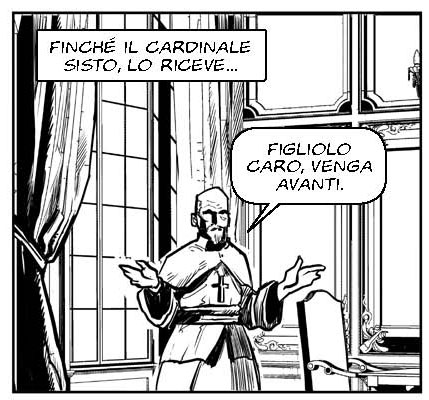 FINCHÉ IL CARDINALE
SISTO, LO RICEVE...
FIGLIOLO
CARO, VENGA
AVANTI.